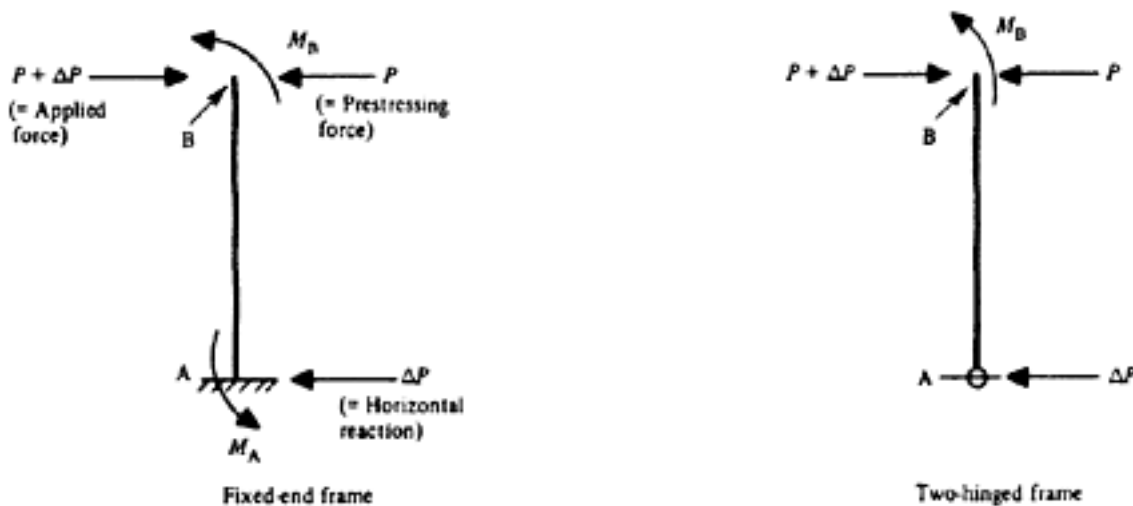 M_B
P + ΔP
P
(= Applied
force)
(= Prestressing
force)
B
A
ΔP
(= Horizontal
reaction)
M_A
Fixed-end frame
M_B
P + ΔP
P
B
A
ΔP
Two-hinged frame